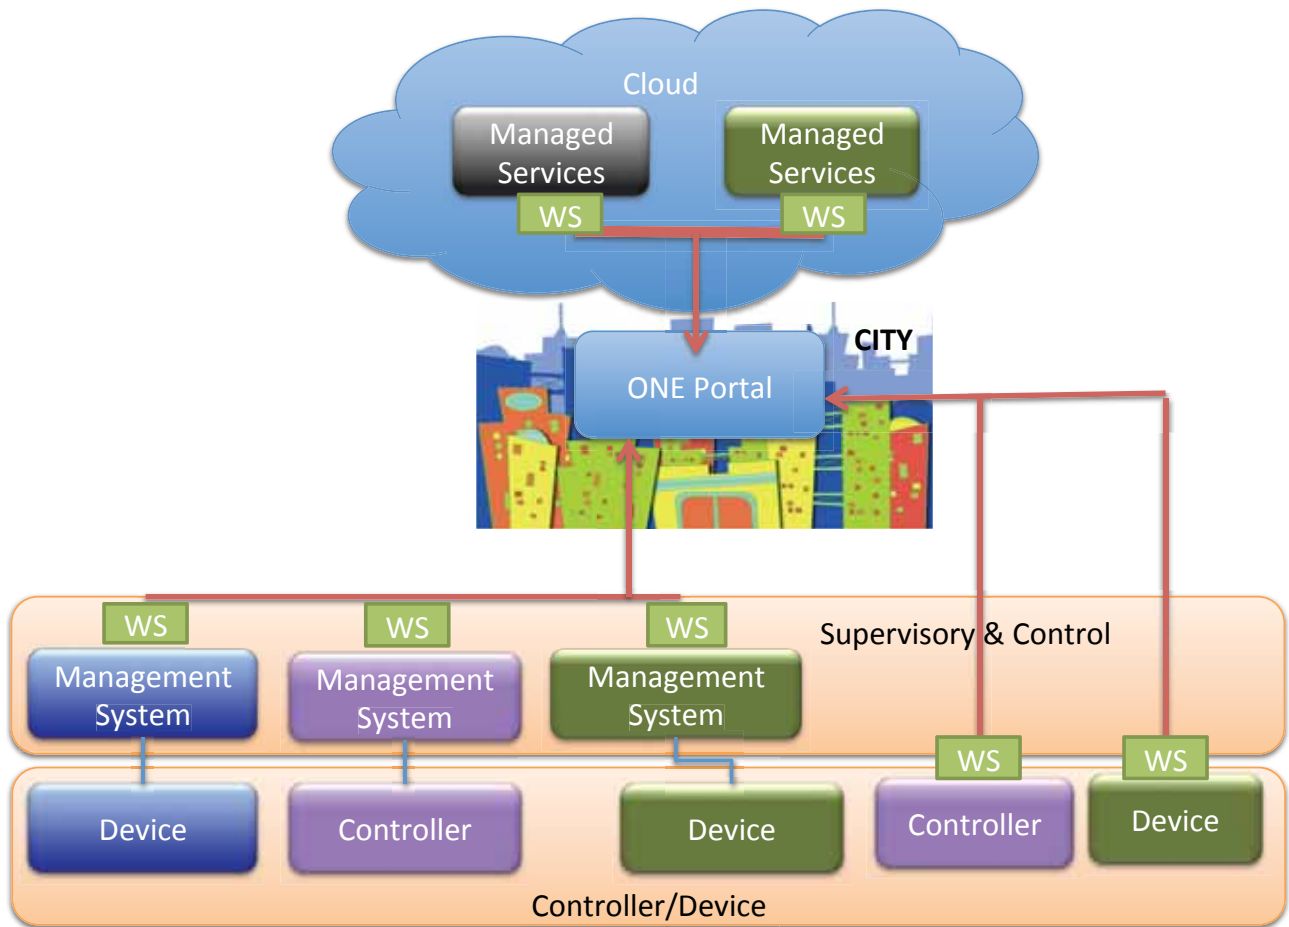 Cloud
Managed
Services
Managed
Services
WS
WS
CITY
ONE Portal
WS
WS
WS
Supervisory & Control
Management
System
Management
System
Management
System
WS
WS
Device
Controller
Device
Controller
Device
Controller/Device